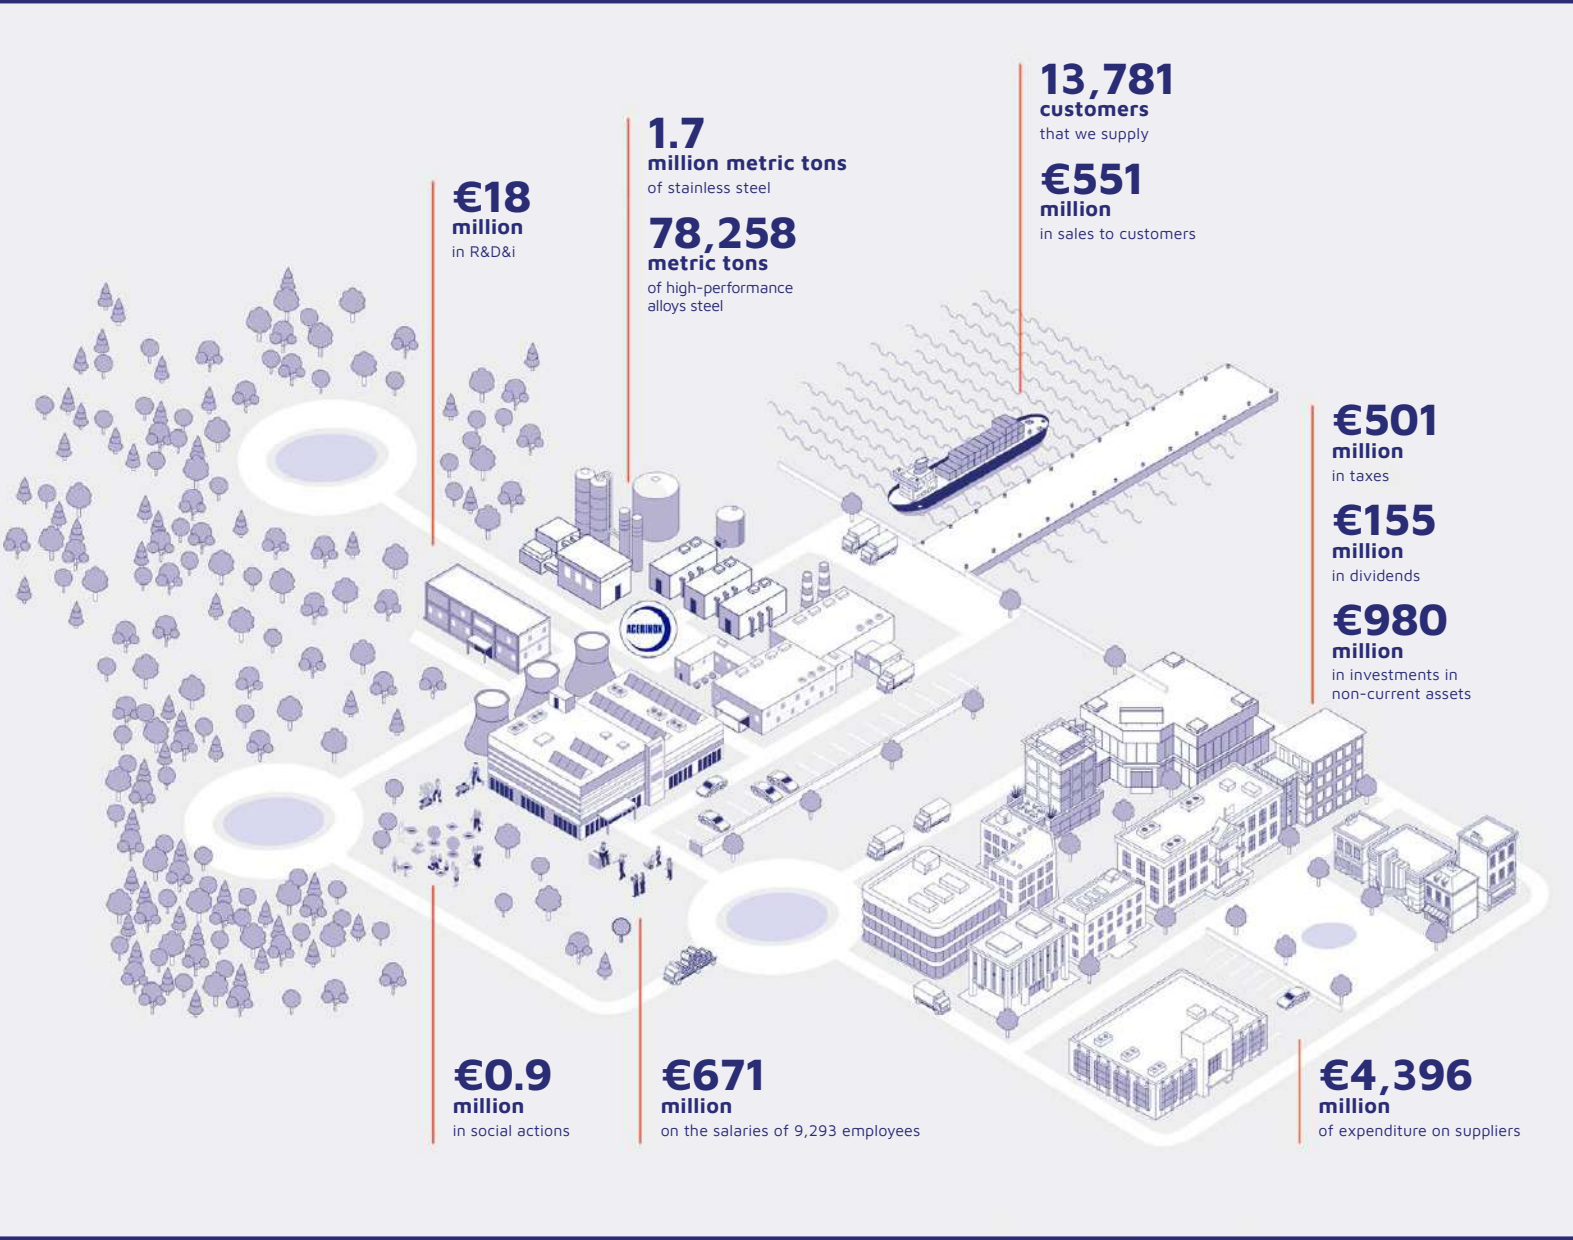 13,781
customers
that we supply
€551
million
in sales to customers
1.7
million metric tons
of stainless steel
78,258
metric tons
of high-performance
alloys steel
€18
million
in R&D&i
€501
million
in taxes
€155
million
in dividends
€980
million
in investments in
non-current assets
ACERINOX
€0.9
million
in social actions
€671
million
on the salaries of 9,293 employees
€4,396
million
of expenditure on suppliers